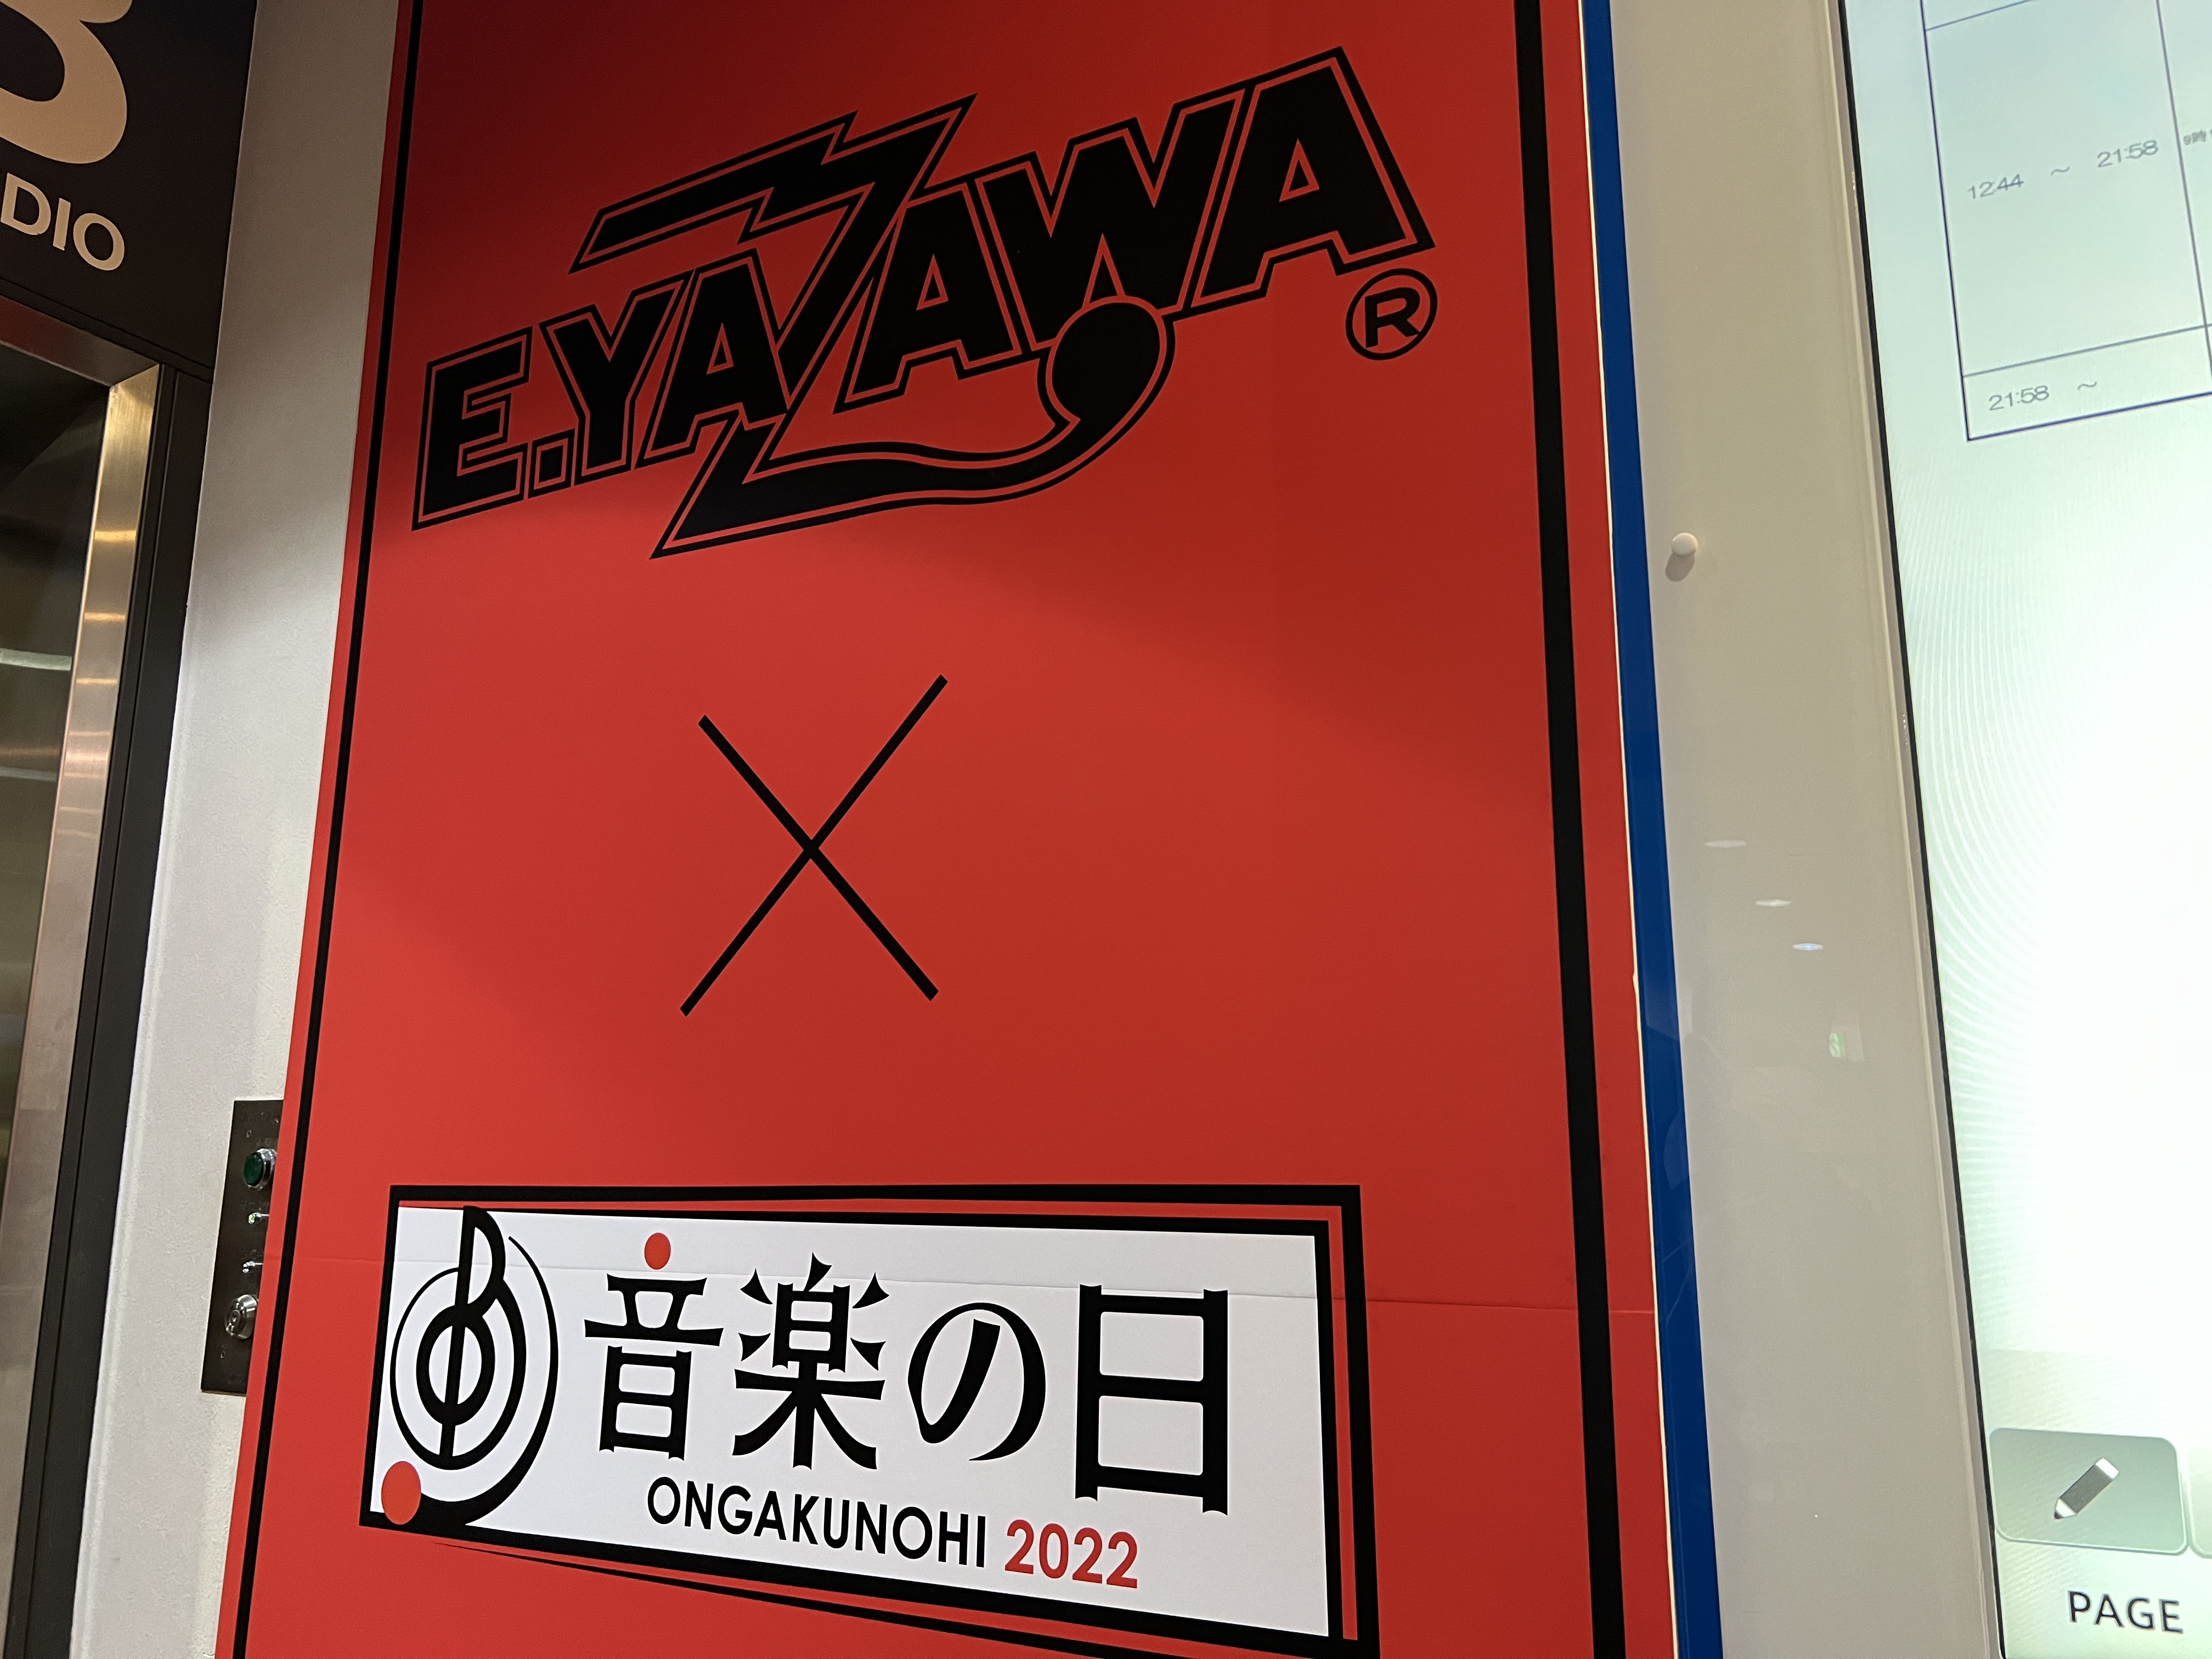 DIO
E.YAZAWA
®
×
音楽の日
ONGAKUNOHI 2022
12:44 ～ 21:58
21:58 ～
PAGE